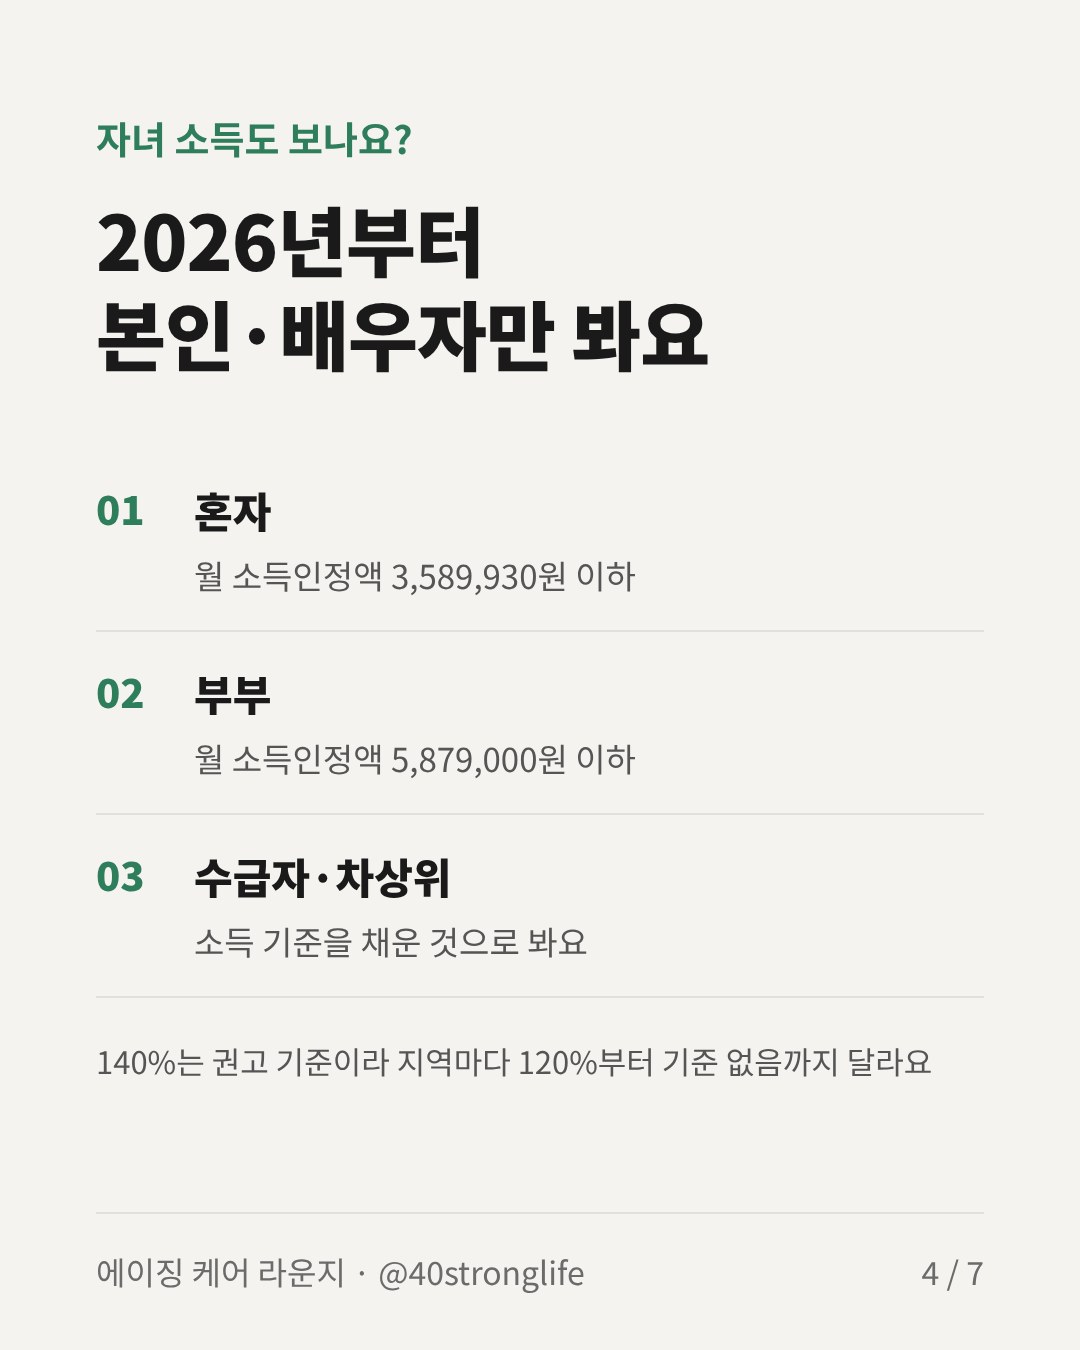 자녀 소득도 보나요?
2026년부터
본인·배우자만 봐요
01 혼자
월 소득인정액 3,589,930원 이하
02 부부
월 소득인정액 5,879,000원 이하
03 수급자·차상위
소득 기준을 채운 것으로 봐요
140%는 권고 기준이라 지역마다 120%부터 기준 없음까지 달라요
에이징 케어 라운지 · @40stronglife 4 / 7